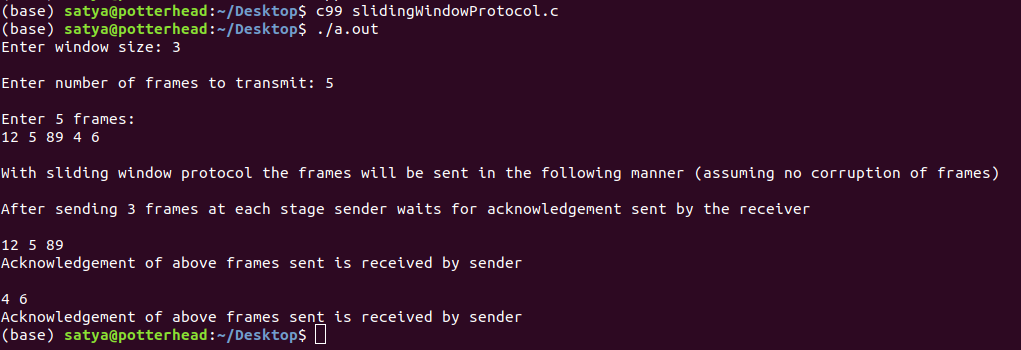 (base) satya@potterhead:~/Desktop$ c99 slidingWindowProtocol.c
(base) satya@potterhead:~/Desktop$ ./a.out
Enter window size: 3
Enter number of frames to transmit: 5
Enter 5 frames:
12 5 89 4 6
With sliding window protocol the frames will be sent in the following manner (assuming no corruption of frames)
After sending 3 frames at each stage sender waits for acknowledgement sent by the receiver
12 5 89
Acknowledgement of above frames sent is received by sender
4 6
Acknowledgement of above frames sent is received by sender
(base) satya@potterhead:~/Desktop$